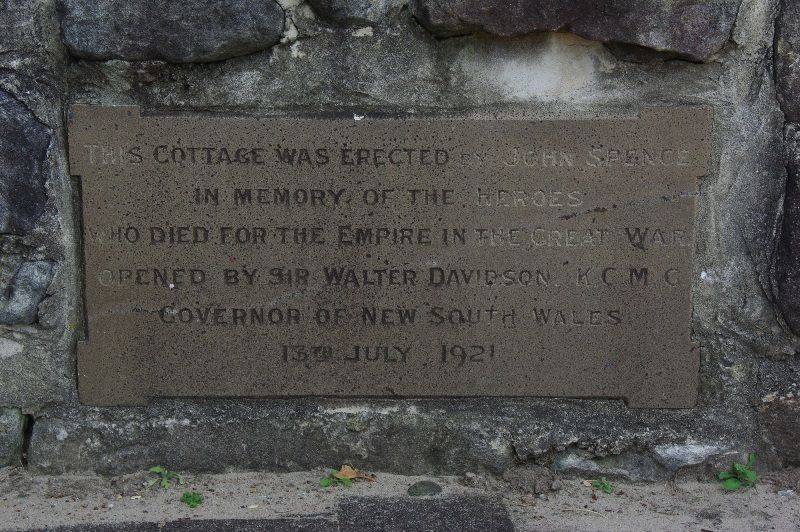 THIS COTTAGE WAS ERECTED BY JOHN SPENCE
IN MEMORY OF THE HEROES
WHO DIED FOR THE EMPIRE IN THE GREAT WAR
OPENED BY SIR WALTER DAVIDSON. K C M G
GOVERNOR OF NEW SOUTH WALES
13TH JULY 1921